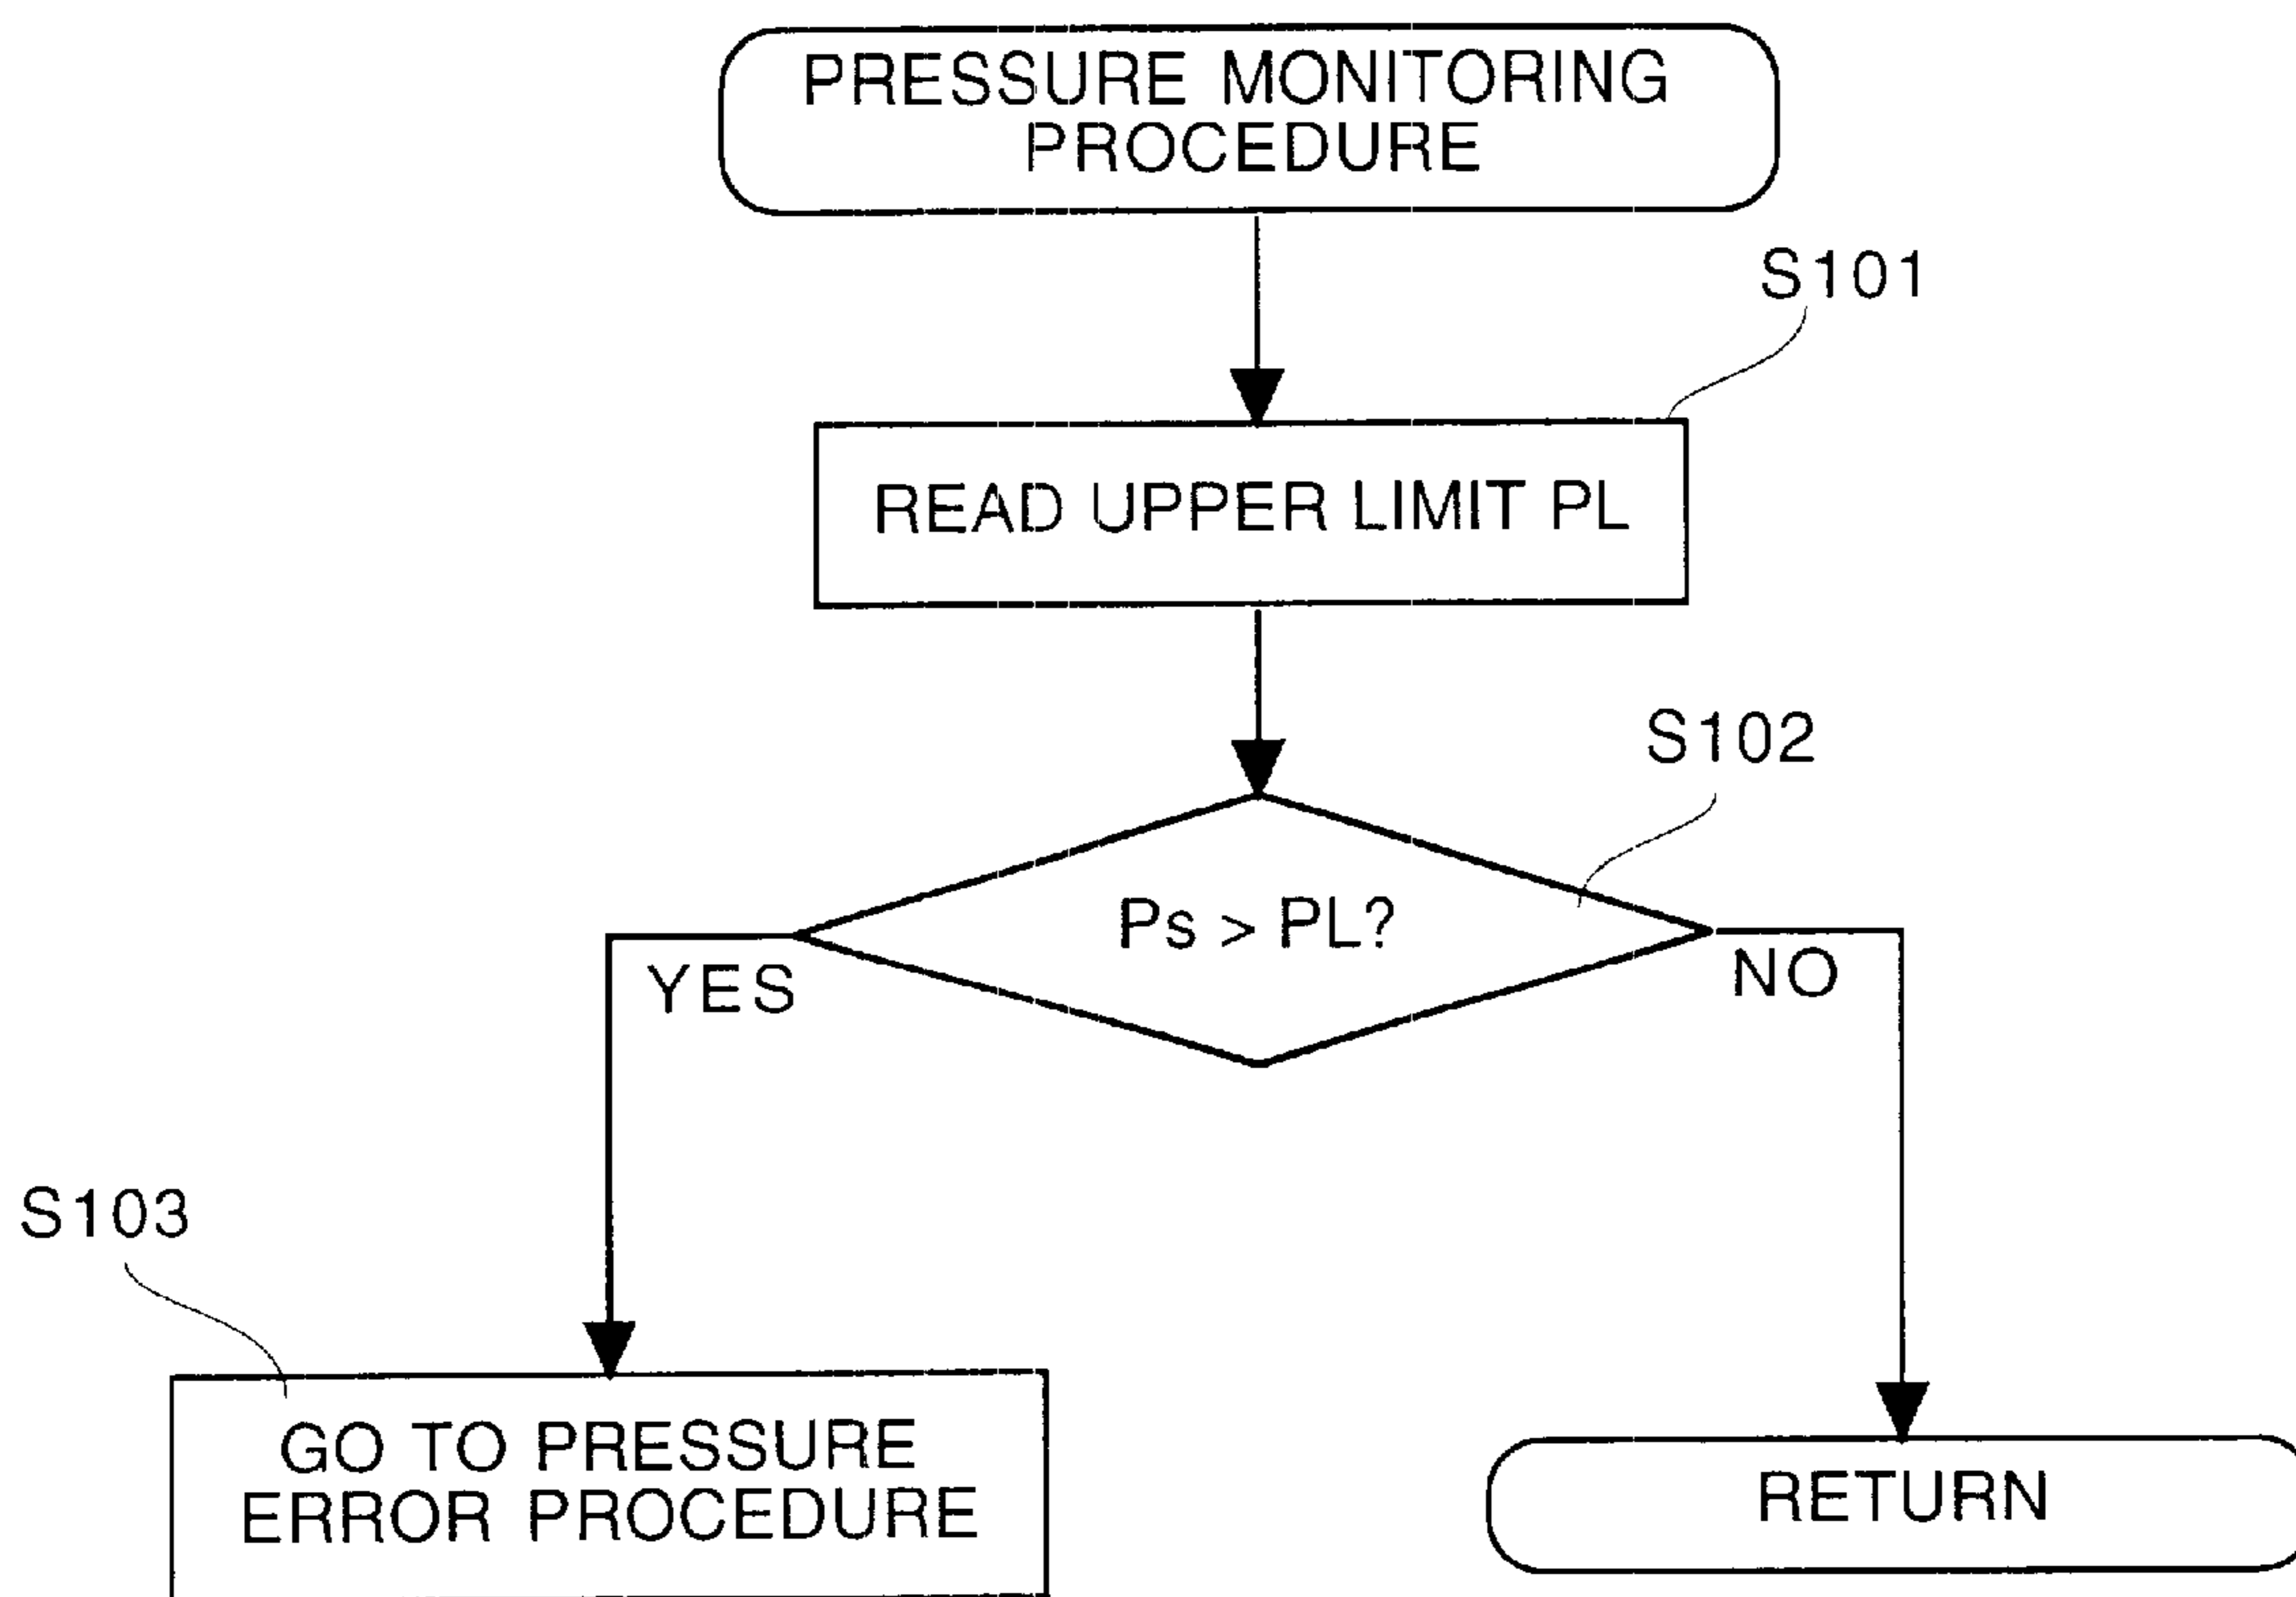 PRESSURE MONITORING
PROCEDURE
S101
READ UPPER LIMIT PL
S102
Ps > PL?
YES
NO
S103
GO TO PRESSURE
ERROR PROCEDURE
RETURN